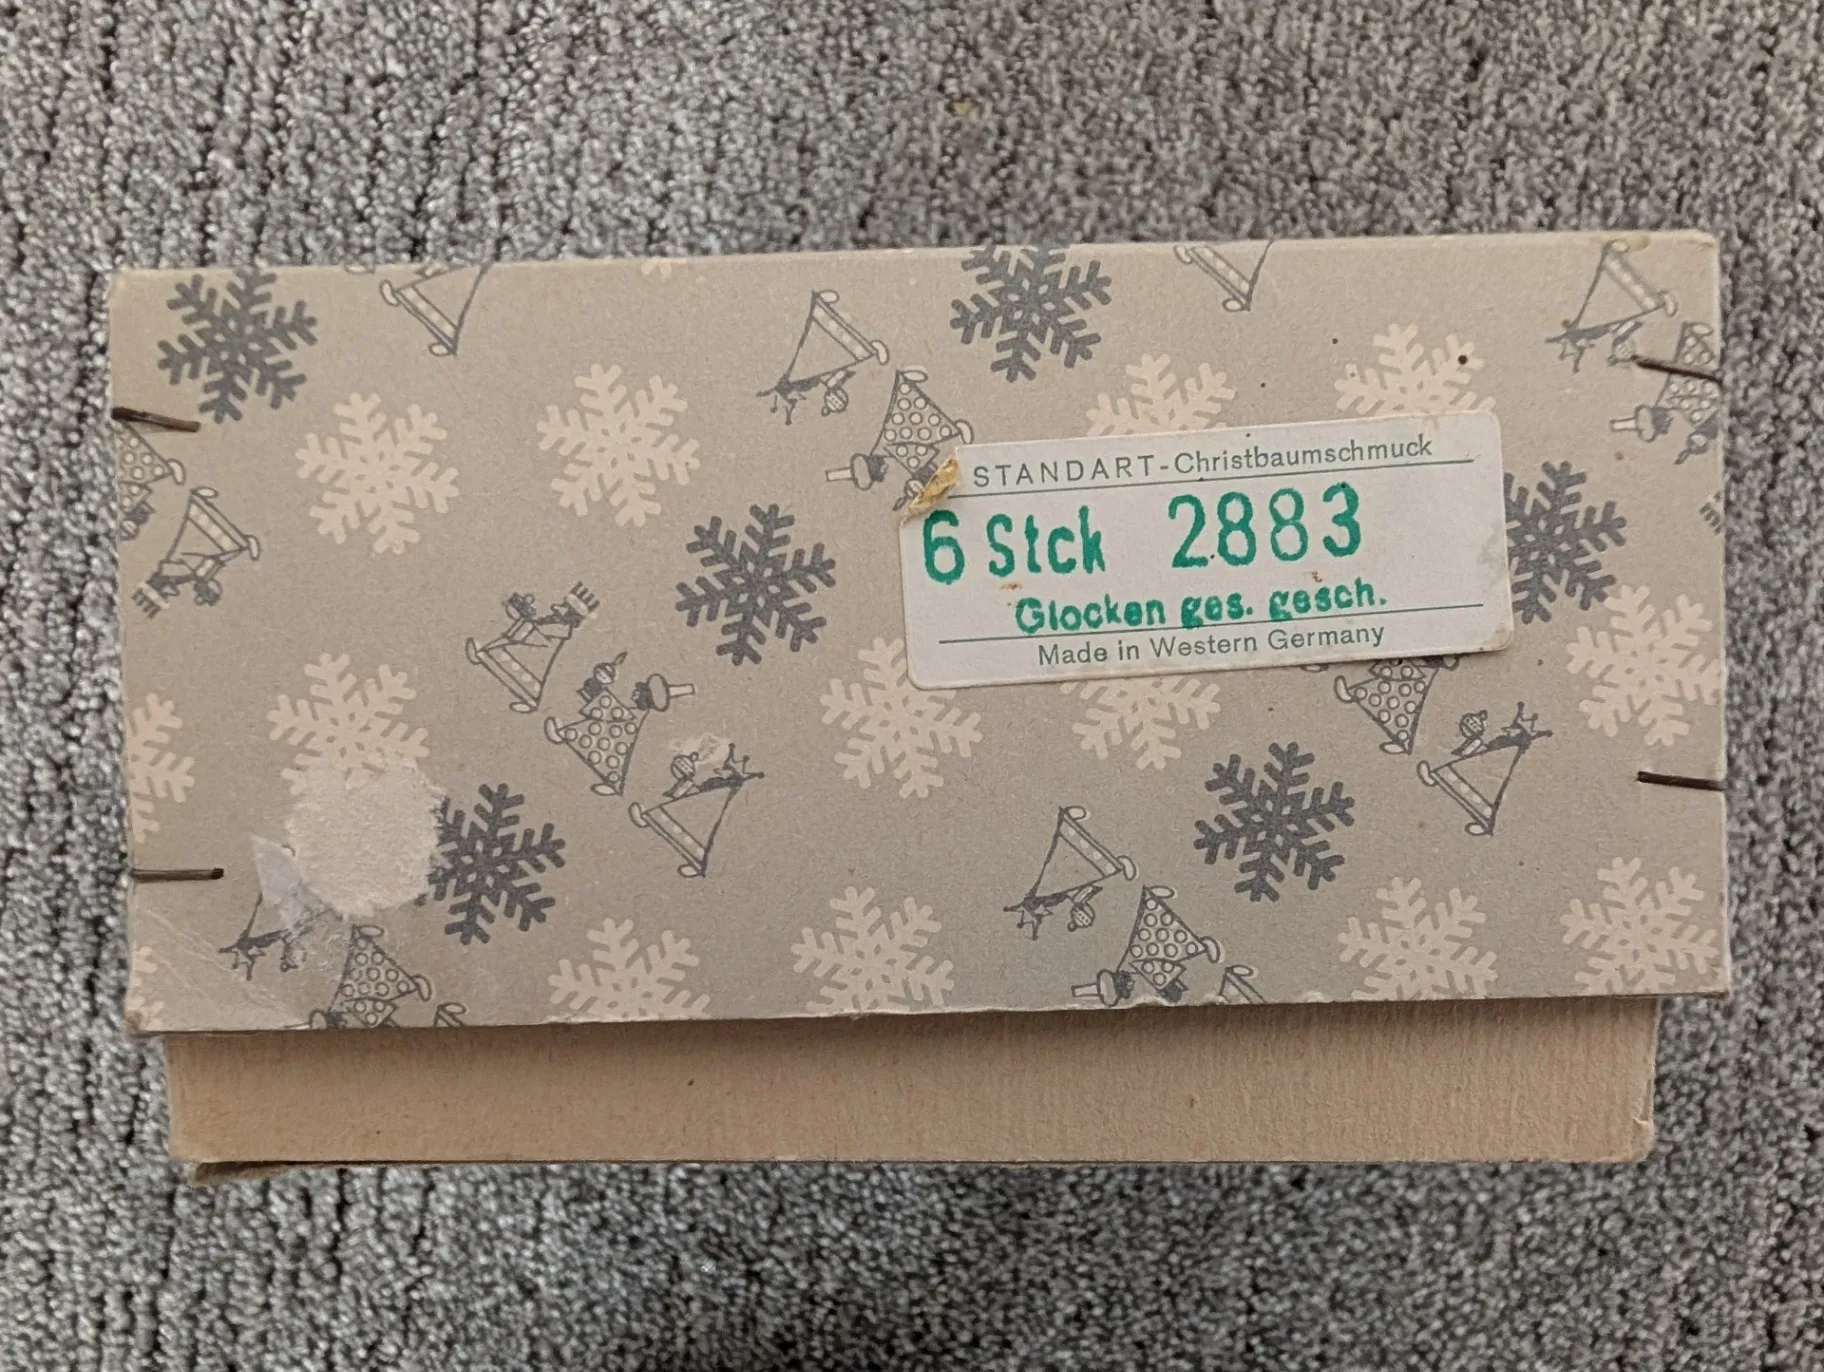 STANDART-Christbaumschmuck
6 Stck 2883
Glocken ges. gesch.
Made in Western Germany